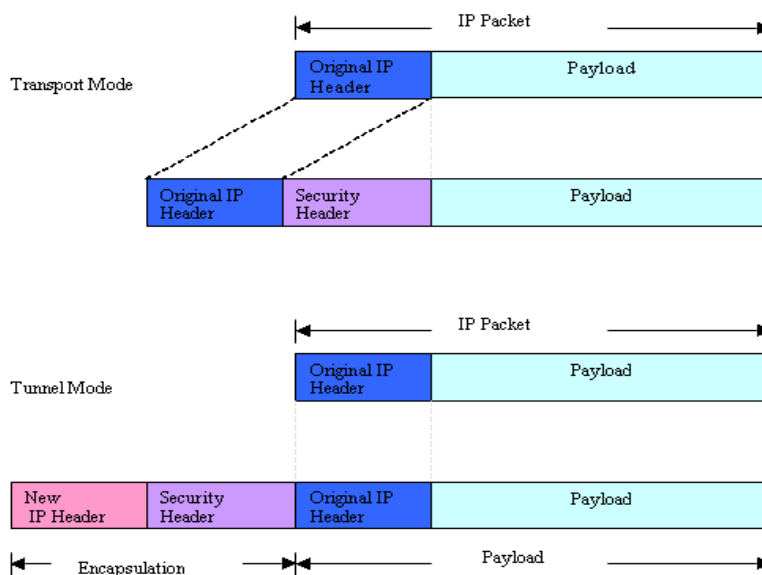 IP Packet
Original IP
Header
Payload
Transport Mode
Original IP
Header
Security
Header
Payload
IP Packet
Original IP
Header
Payload
Tunnel Mode
New
IP Header
Security
Header
Original IP
Header
Payload
Encapsulation
Payload